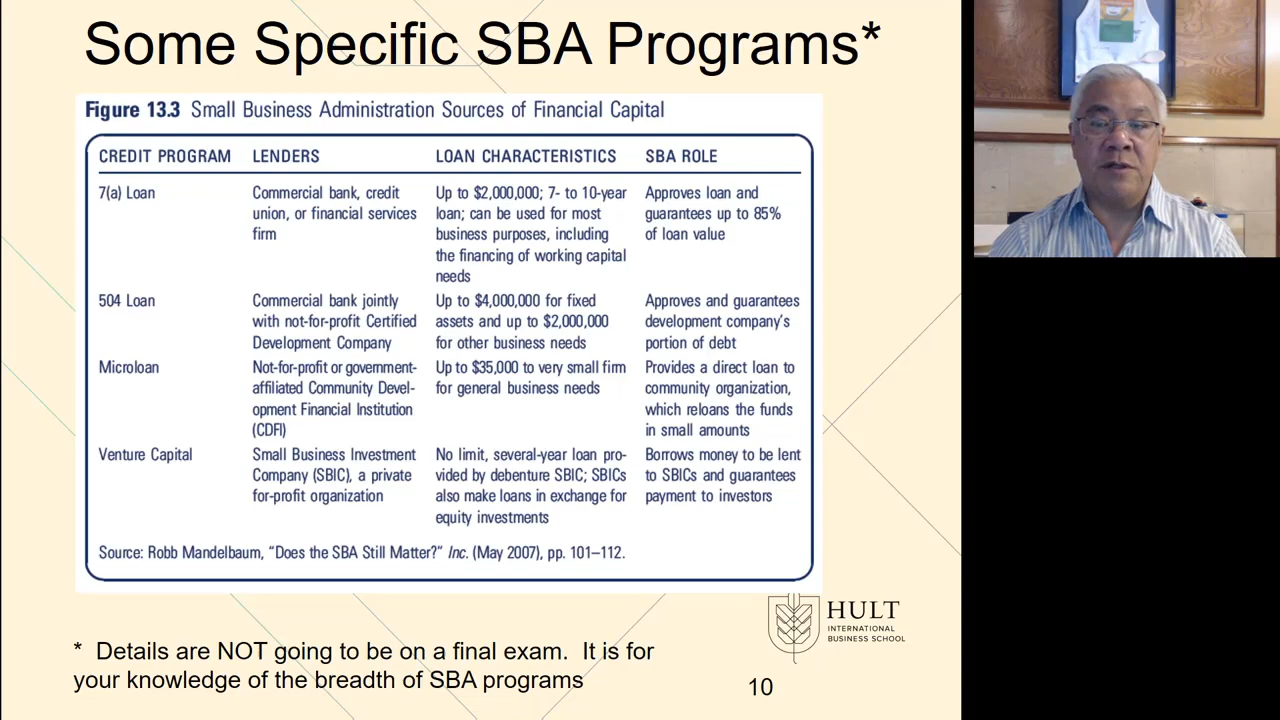 Some Specific SBA Programs*
Figure 13.3 Small Business Administration Sources of Financial Capital
CREDIT PROGRAM LENDERS LOAN CHARACTERISTICS SBA ROLE
7(a) Loan
Commercial bank, credit
union, or financial services
firm
Up to $2,000,000; 7- to 10-year
loan; can be used for most
business purposes, including
the financing of working capital
needs
Approves loan and
guarantees up to 85%
of loan value
504 Loan
Commercial bank jointly
with not-for-profit Certified
Development Company
Up to $4,000,000 for fixed
assets and up to $2,000,000
for other business needs
Approves and guarantees
development company's
portion of debt
Microloan
Not-for-profit or government-
affiliated Community Devel-
opment Financial Institution
(CDFI)
Up to $35,000 to very small firm
for general business needs
Provides a direct loan to
community organization,
which reloans the funds
in small amounts
Venture Capital
Small Business Investment
Company (SBIC), a private
for-profit organization
No limit, several-year loan pro-
vided by debenture SBIC; SBICs
also make loans in exchange for
equity investments
Borrows money to be lent
to SBICs and guarantees
payment to investors
Source: Robb Mandelbaum, “Does the SBA Still Matter?” Inc. (May 2007), pp. 101–112.
HULT
INTERNATIONAL
BUSINESS SCHOOL
* Details are NOT going to be on a final exam. It is for
your knowledge of the breadth of SBA programs
10